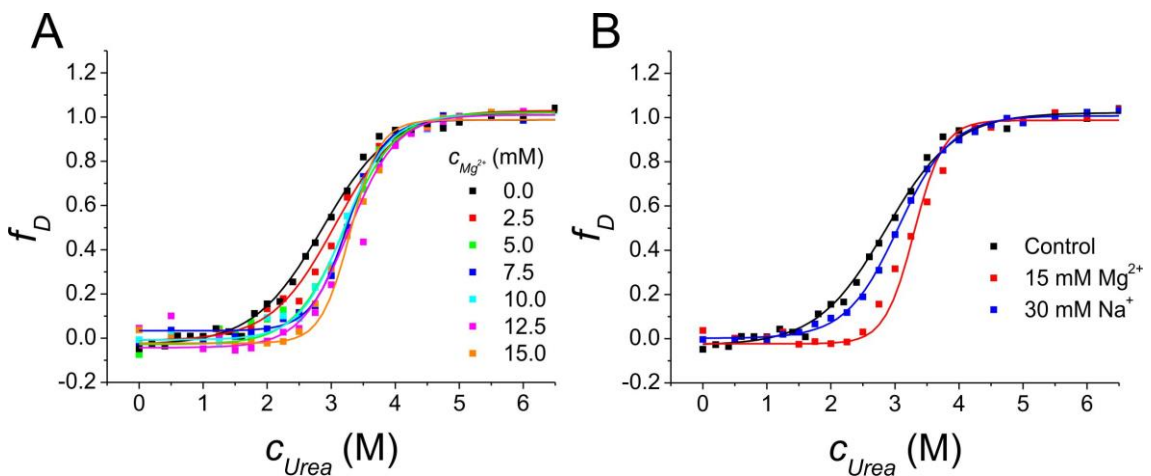 A
1.2
1.0
0.8
0.6
0.4
0.2
0.0
-0.2
f_D
0 1 2 3 4 5 6
c_Urea (M)
c_Mg²⁺ (mM)
0.0
2.5
5.0
7.5
10.0
12.5
15.0
B
1.2
1.0
0.8
0.6
0.4
0.2
0.0
-0.2
f_D
0 1 2 3 4 5 6
c_Urea (M)
Control
15 mM Mg²⁺
30 mM Na⁺